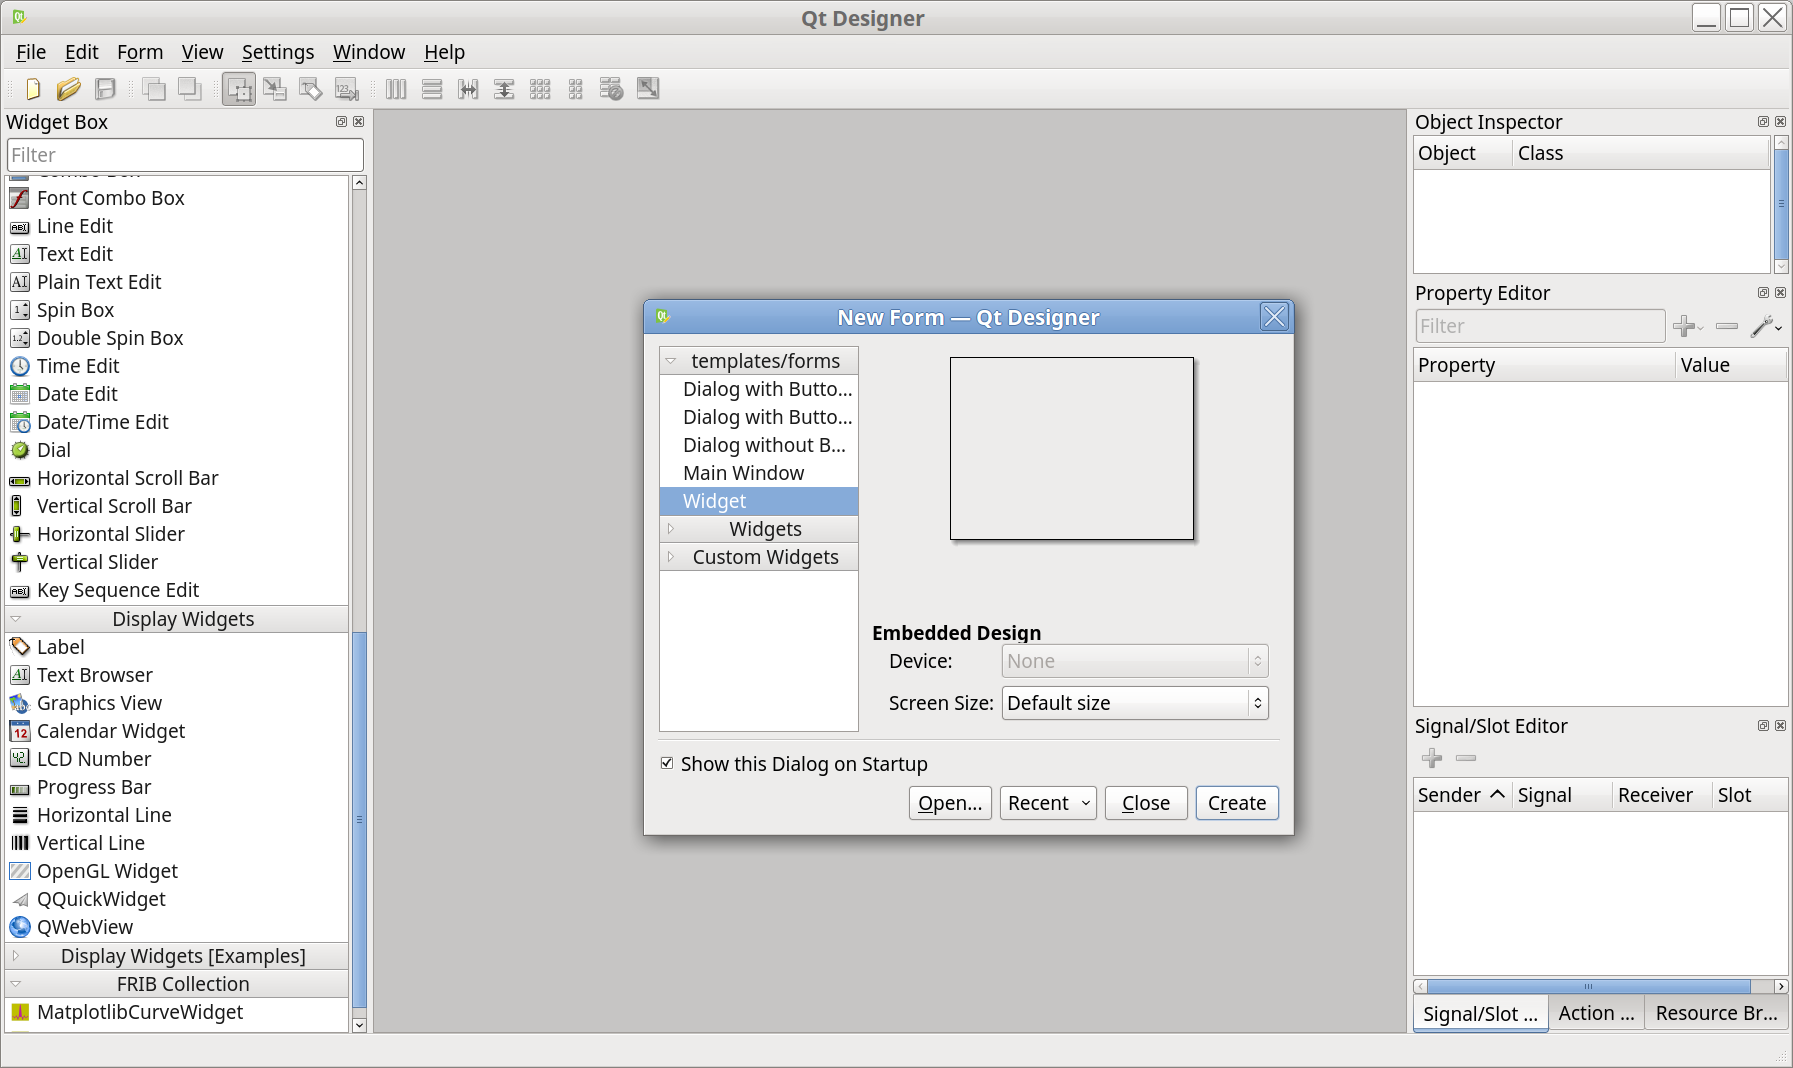 Qt Designer
File Edit Form View Settings Window Help
Widget Box
Filter
Font Combo Box
Line Edit
Text Edit
Plain Text Edit
Spin Box
Double Spin Box
Time Edit
Date Edit
Date/Time Edit
Dial
Horizontal Scroll Bar
Vertical Scroll Bar
Horizontal Slider
Vertical Slider
Key Sequence Edit
Display Widgets
Label
Text Browser
Graphics View
Calendar Widget
LCD Number
Progress Bar
Horizontal Line
Vertical Line
OpenGL Widget
QQuickWidget
QWebView
Display Widgets [Examples]
FRIB Collection
MatplotlibCurveWidget
New Form — Qt Designer
templates/forms
Dialog with Butto...
Dialog with Butto...
Dialog without B...
Main Window
Widget
Widgets
Custom Widgets
Embedded Design
Device: None
Screen Size: Default size
Show this Dialog on Startup
Open... Recent Close Create
Object Inspector
Object Class
Property Editor
Filter
Property Value
Signal/Slot Editor
Sender Signal Receiver Slot
Signal/Slot ... Action ... Resource Br...